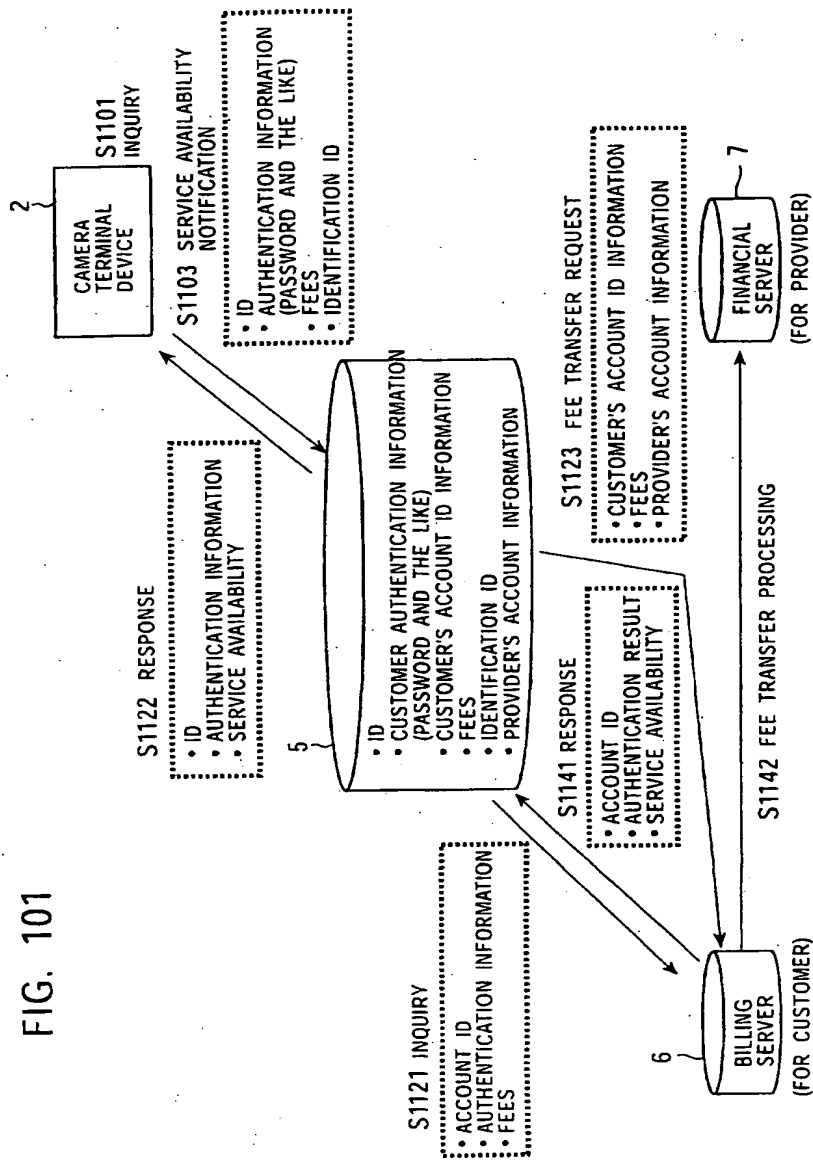 FIG. 101
2
CAMERA
TERMINAL
DEVICE
S1101
INQUIRY
S1103 SERVICE AVAILABILITY
NOTIFICATION
• ID
• AUTHENTICATION INFORMATION
(PASSWORD AND THE LIKE)
• FEES
• IDENTIFICATION ID
S1122 RESPONSE
• ID
• AUTHENTICATION INFORMATION
• SERVICE AVAILABILITY
5
• ID
• CUSTOMER AUTHENTICATION INFORMATION
(PASSWORD AND THE LIKE)
• CUSTOMER'S ACCOUNT ID INFORMATION
• FEES
• IDENTIFICATION ID
• PROVIDER'S ACCOUNT INFORMATION
S1121 INQUIRY
• ACCOUNT ID
• AUTHENTICATION INFORMATION
• FEES
S1141 RESPONSE
• ACCOUNT ID
• AUTHENTICATION RESULT
• SERVICE AVAILABILITY
S1123 FEE TRANSFER REQUEST
• CUSTOMER'S ACCOUNT ID INFORMATION
• FEES
• PROVIDER'S ACCOUNT INFORMATION
6
BILLING
SERVER
(FOR CUSTOMER)
S1142 FEE TRANSFER PROCESSING
7
FINANCIAL
SERVER
(FOR PROVIDER)